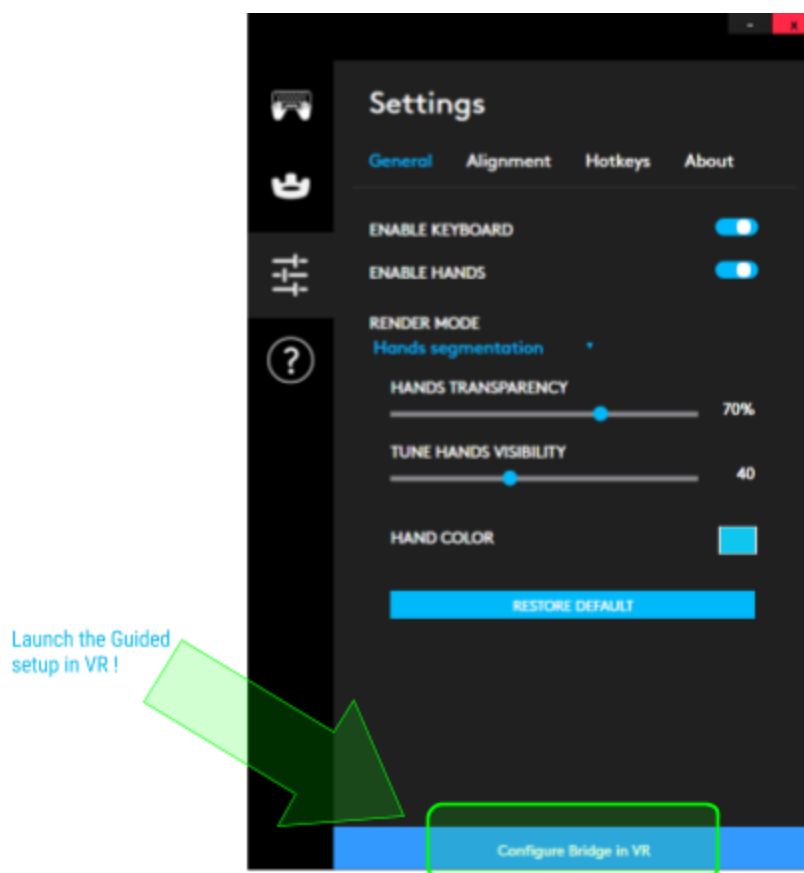 - x
Settings
General Alignment Hotkeys About
ENABLE KEYBOARD
ENABLE HANDS
RENDER MODE
Hands segmentation
?
HANDS TRANSPARENCY
70%
TUNE HANDS VISIBILITY
40
HAND COLOR
RESTORE DEFAULT
Launch the Guided
setup in VR !
Configure Bridge in VR